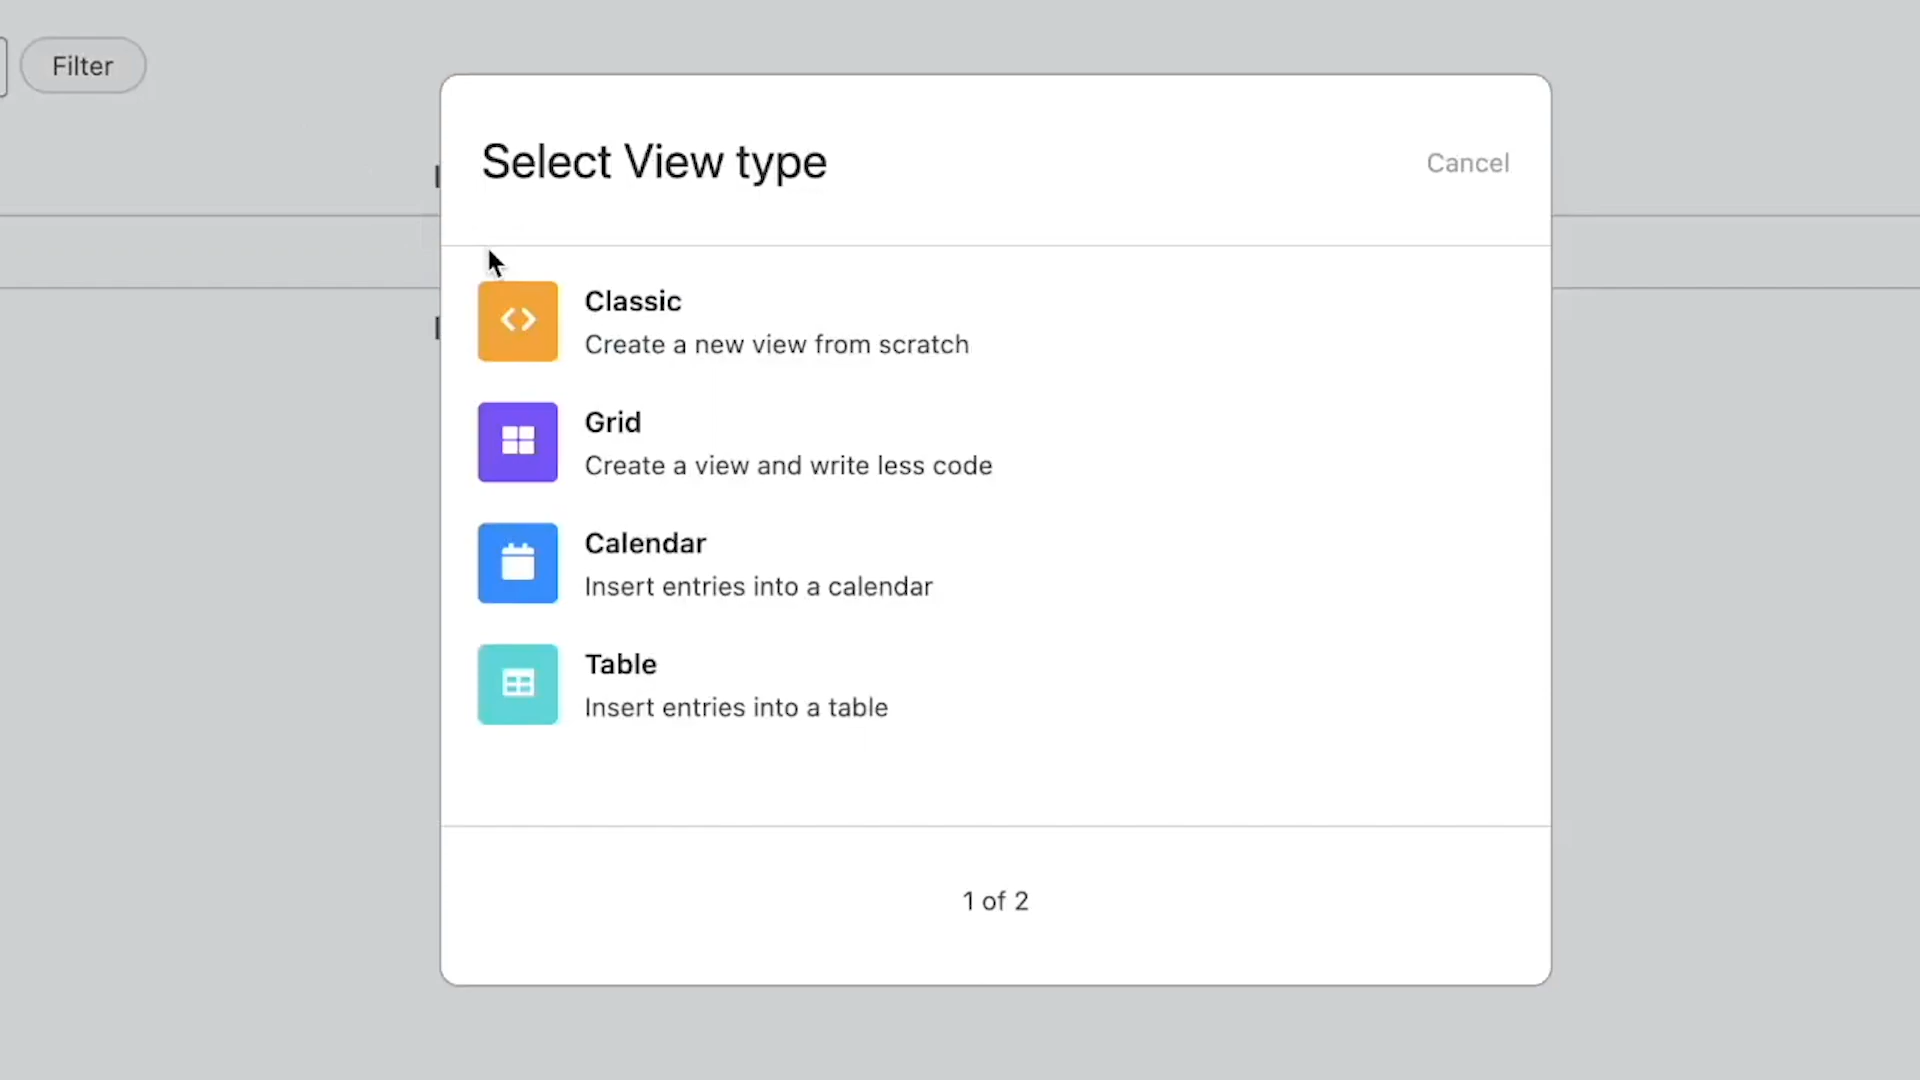 Filter
Select View type
Cancel
Classic
Create a new view from scratch
Grid
Create a view and write less code
Calendar
Insert entries into a calendar
Table
Insert entries into a table
1 of 2